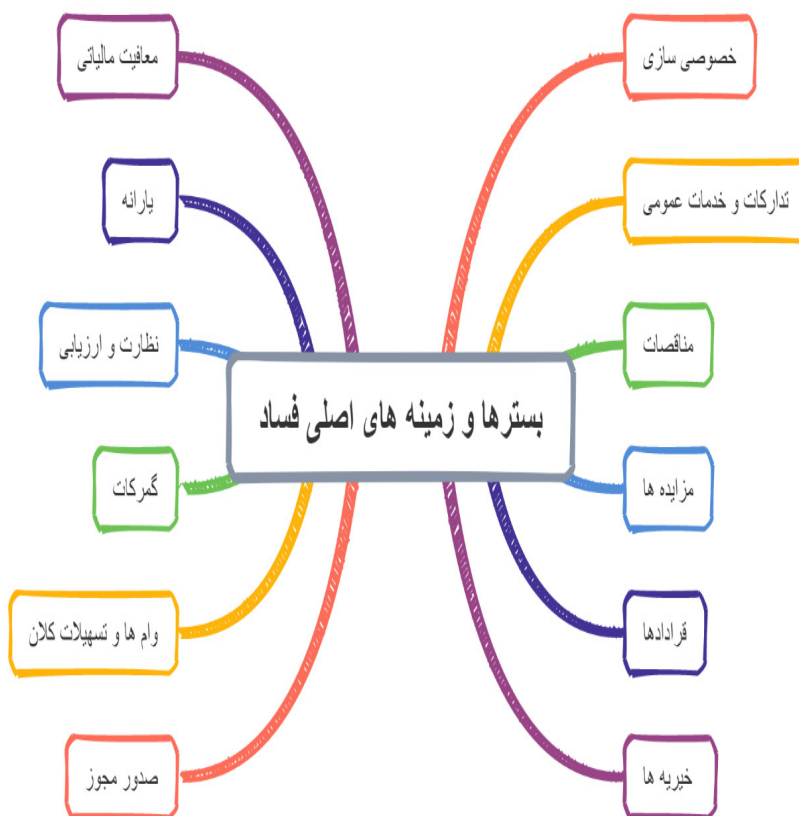 بسترها و زمینه های اصلی فساد
خصوصی سازی
تدارکات و خدمات عمومی
مناقصات
مزایده ها
قرادادها
خیریه ها
معافیت مالیاتی
یارانه
نظارت و ارزیابی
گمرکات
وام ها و تسهیلات کلان
صدور مجوز